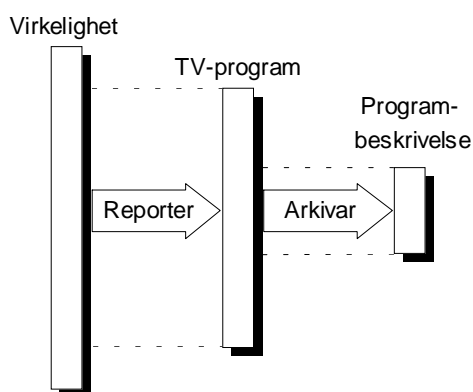 Virkelighet
TV-program
Program-
beskrivelse
Reporter
Arkivar